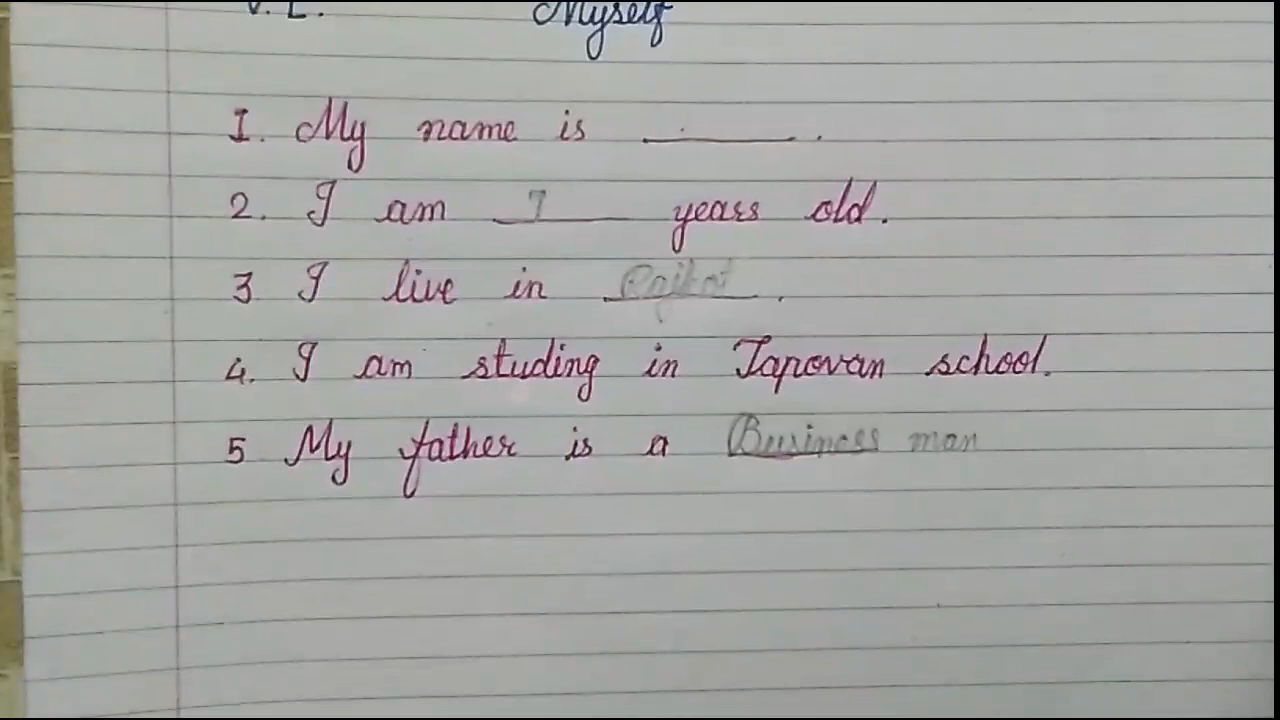 V. L. Myself
1. My name is ______.
2. I am 7 years old.
3 I live in Rajkot.
4. I am studing in Tapovan school.
5 My father is a Business man